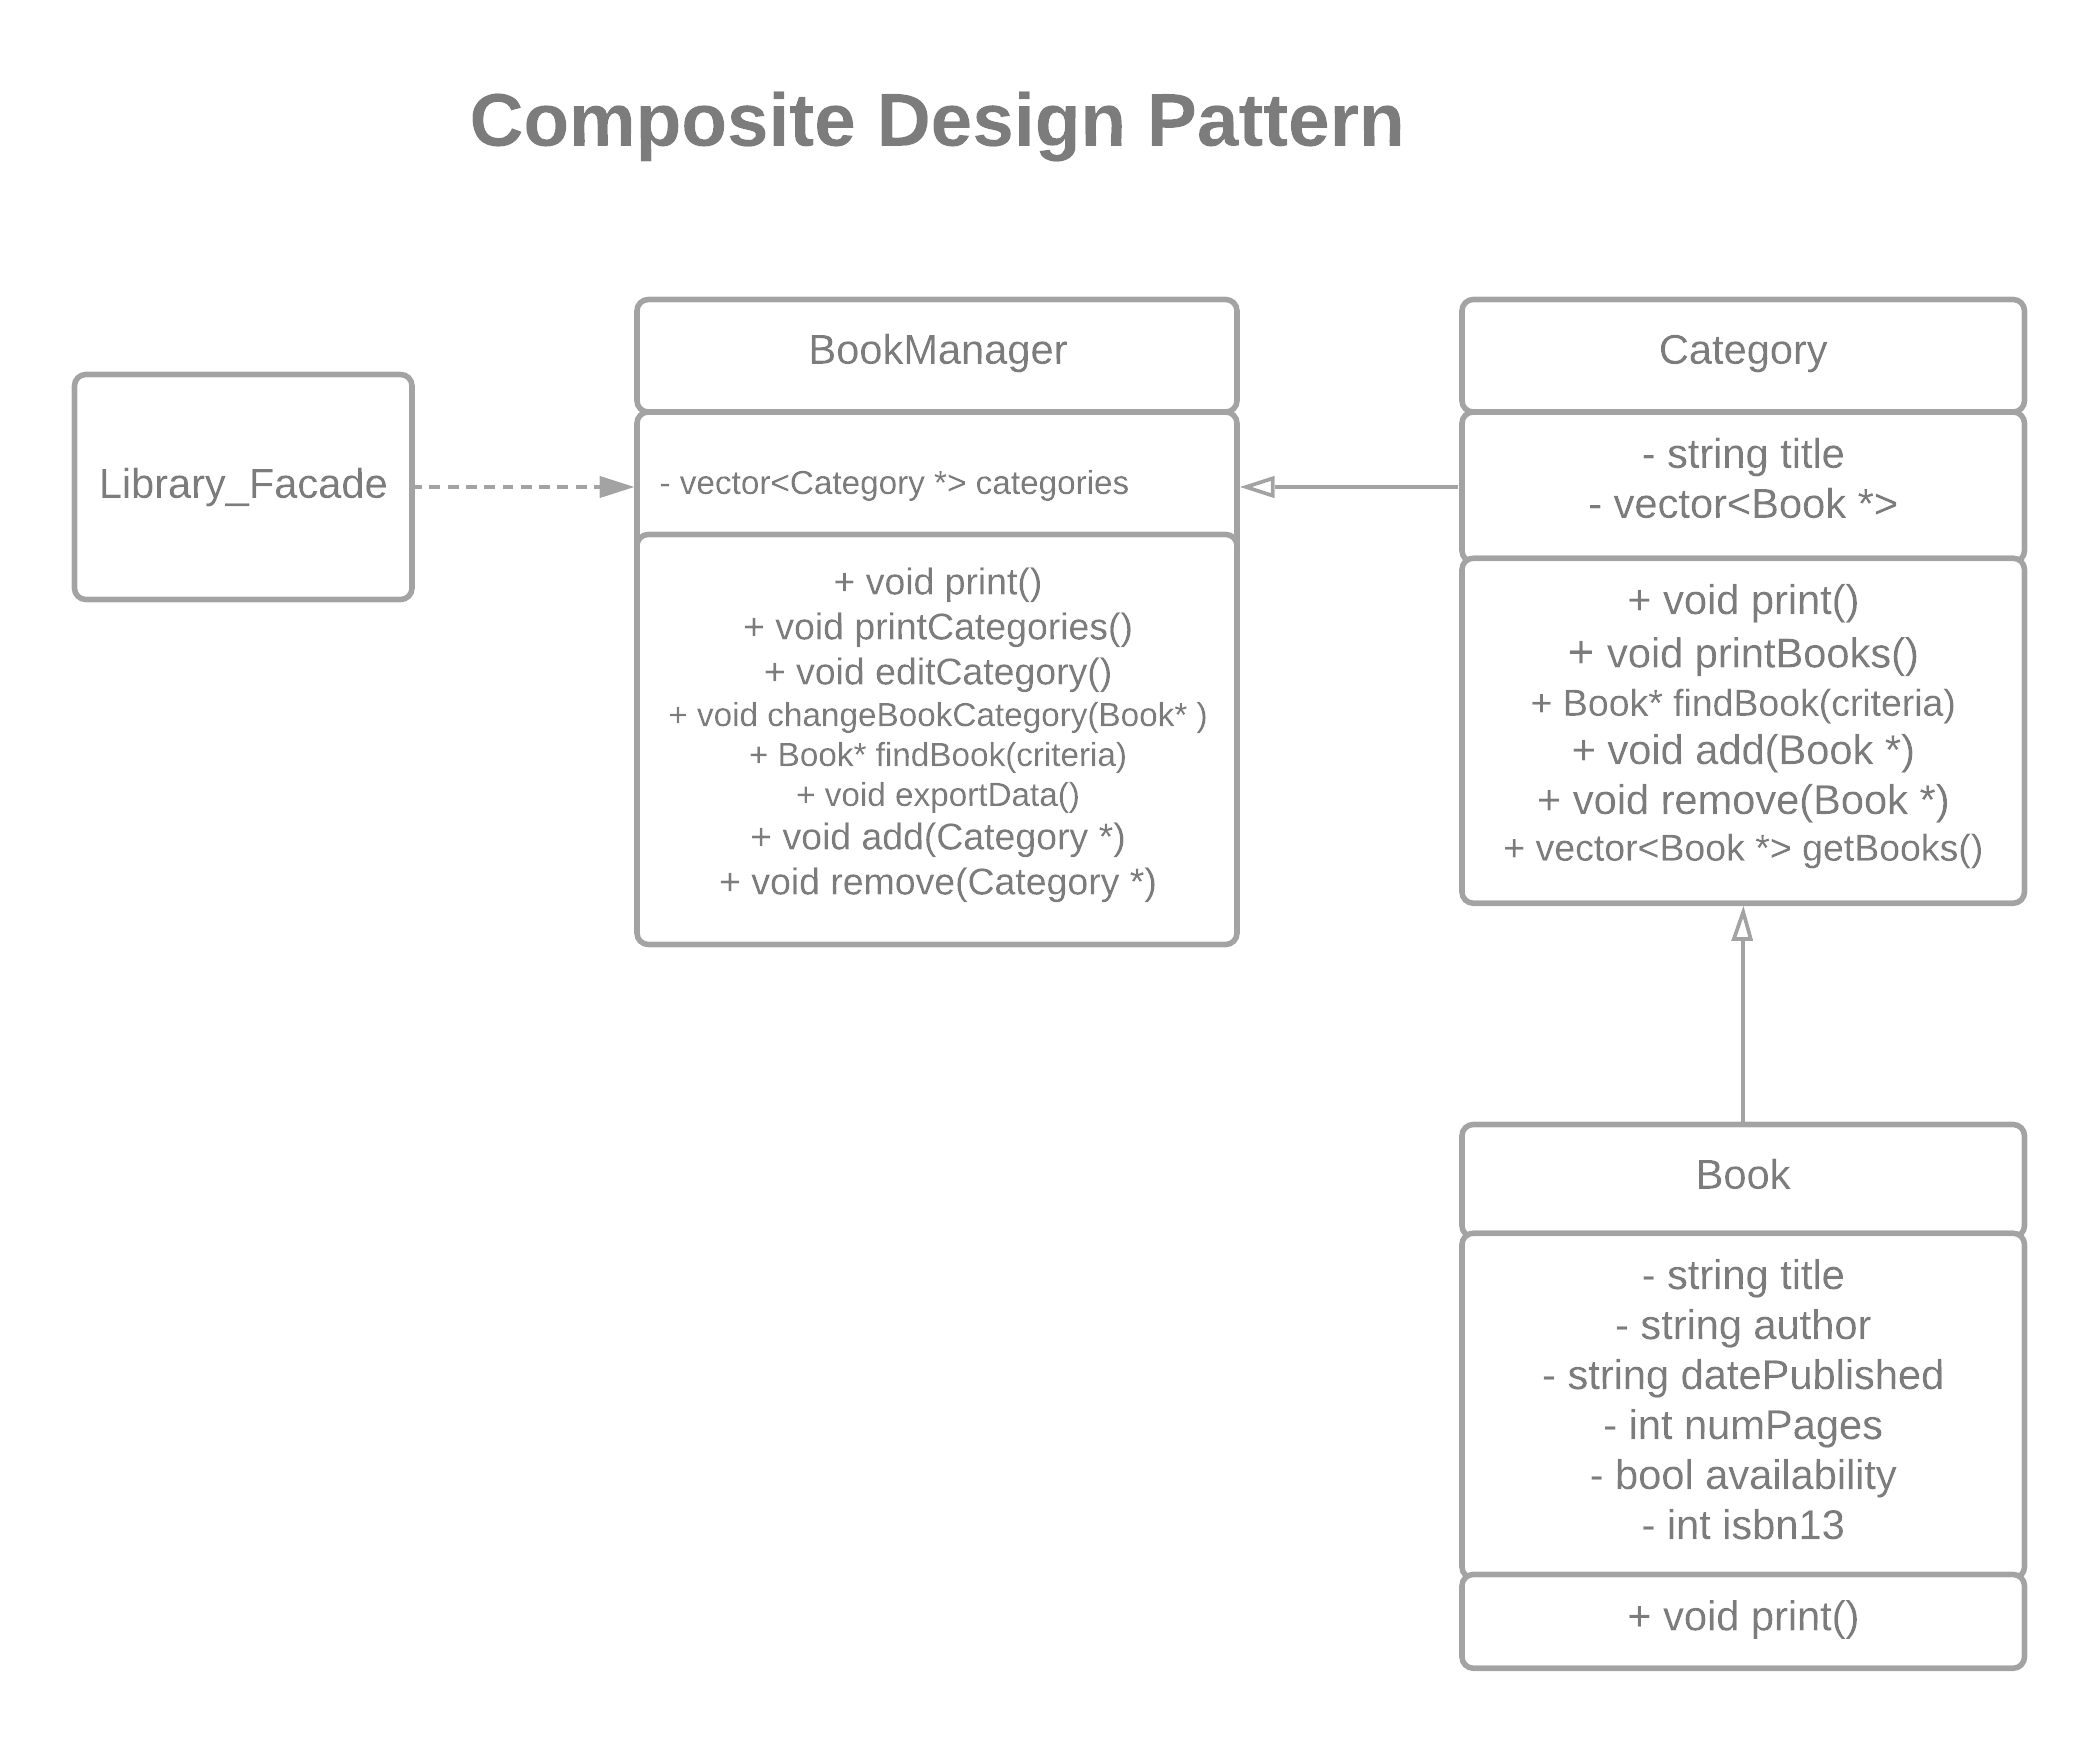 Composite Design Pattern
Library_Facade
BookManager
- vector<Category *> categories
+ void print()
+ void printCategories()
+ void editCategory()
+ void changeBookCategory(Book* )
+ Book* findBook(criteria)
+ void exportData()
+ void add(Category *)
+ void remove(Category *)
Category
- string title
- vector<Book *>
+ void print()
+ void printBooks()
+ Book* findBook(criteria)
+ void add(Book *)
+ void remove(Book *)
+ vector<Book *> getBooks()
Book
- string title
- string author
- string datePublished
- int numPages
- bool availability
- int isbn13
+ void print()